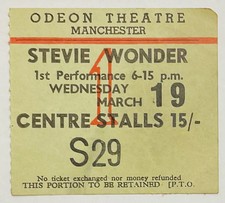 ODEON THEATRE
MANCHESTER
STEVIE WONDER
1st Performance 6-15 p.m.
WEDNESDAY
MARCH 19
1
CENTRE STALLS 15/-
S29
No ticket exchanged nor money refunded
THIS PORTION TO BE RETAINED [P.T.O.